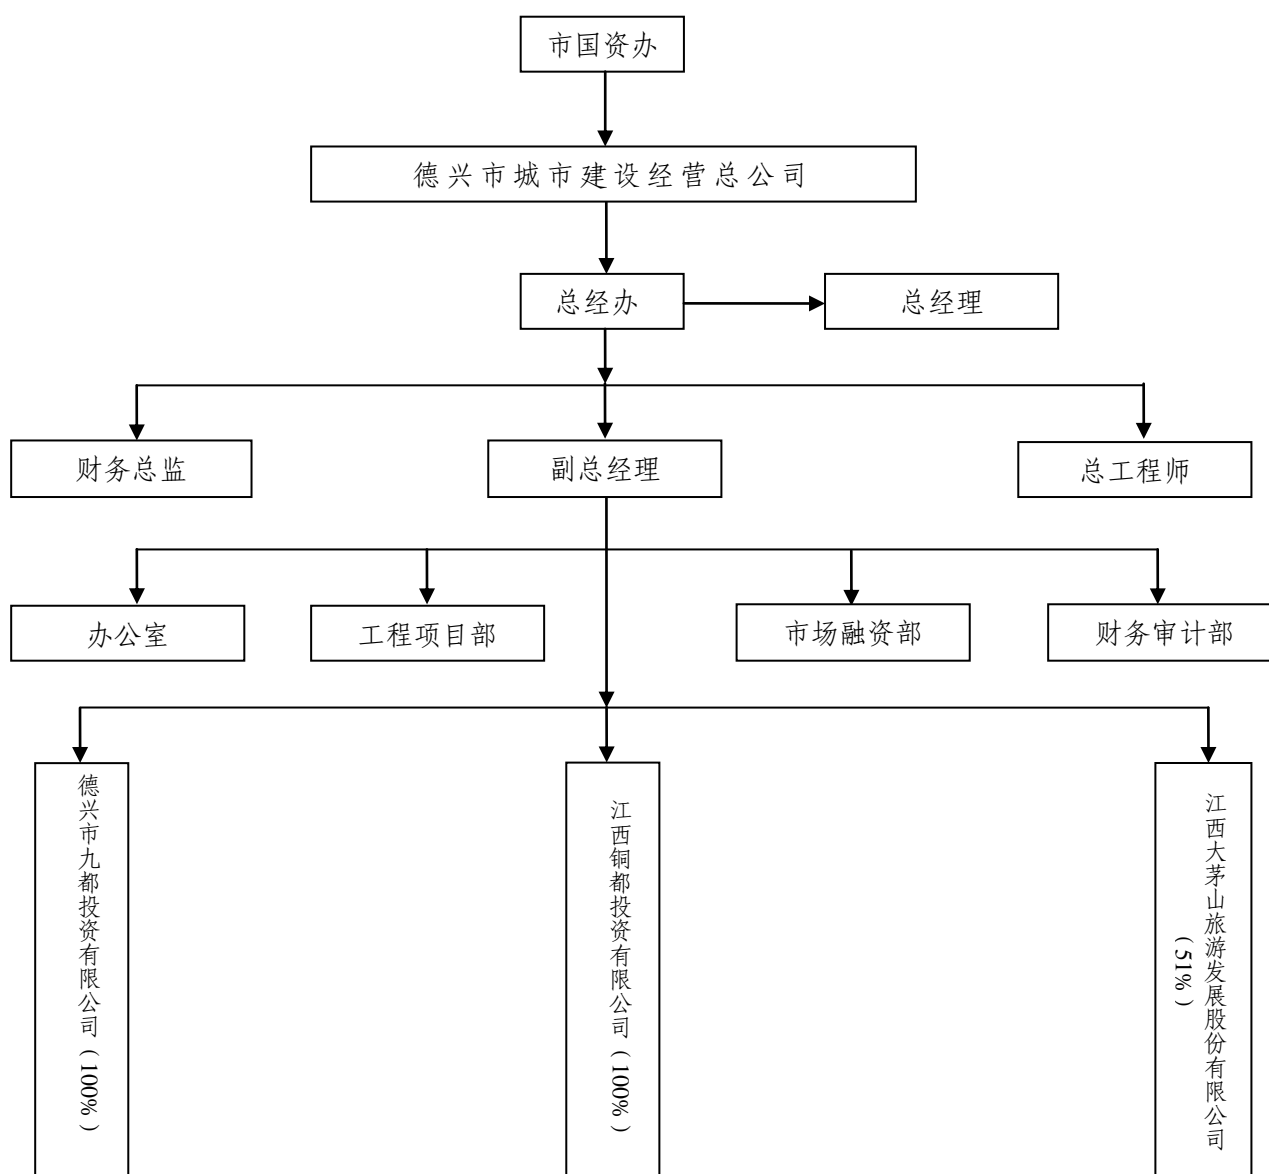 市国资办
德兴市城市建设经营总公司
总经办
总经理
财务总监
副总经理
总工程师
办公室
工程项目部
市场融资部
财务审计部
德兴市九都投资有限公司（100%）
江西铜都投资有限公司（100%）
江西大茅山旅游发展股份有限公司
（51%）